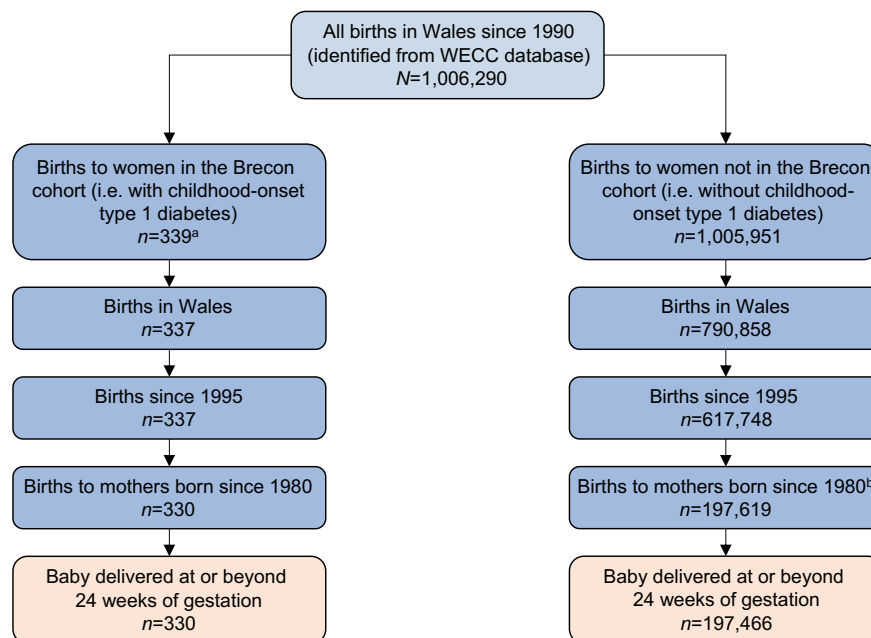 All births in Wales since 1990
(identified from WECC database)
N=1,006,290
Births to women in the Brecon
cohort (i.e. with childhood-onset
type 1 diabetes)
n=339ᵃ
Births to women not in the Brecon
cohort (i.e. without childhood-
onset type 1 diabetes)
n=1,005,951
Births in Wales
n=337
Births in Wales
n=790,858
Births since 1995
n=337
Births since 1995
n=617,748
Births to mothers born since 1980
n=330
Births to mothers born since 1980ᵇ
n=197,619
Baby delivered at or beyond
24 weeks of gestation
n=330
Baby delivered at or beyond
24 weeks of gestation
n=197,466